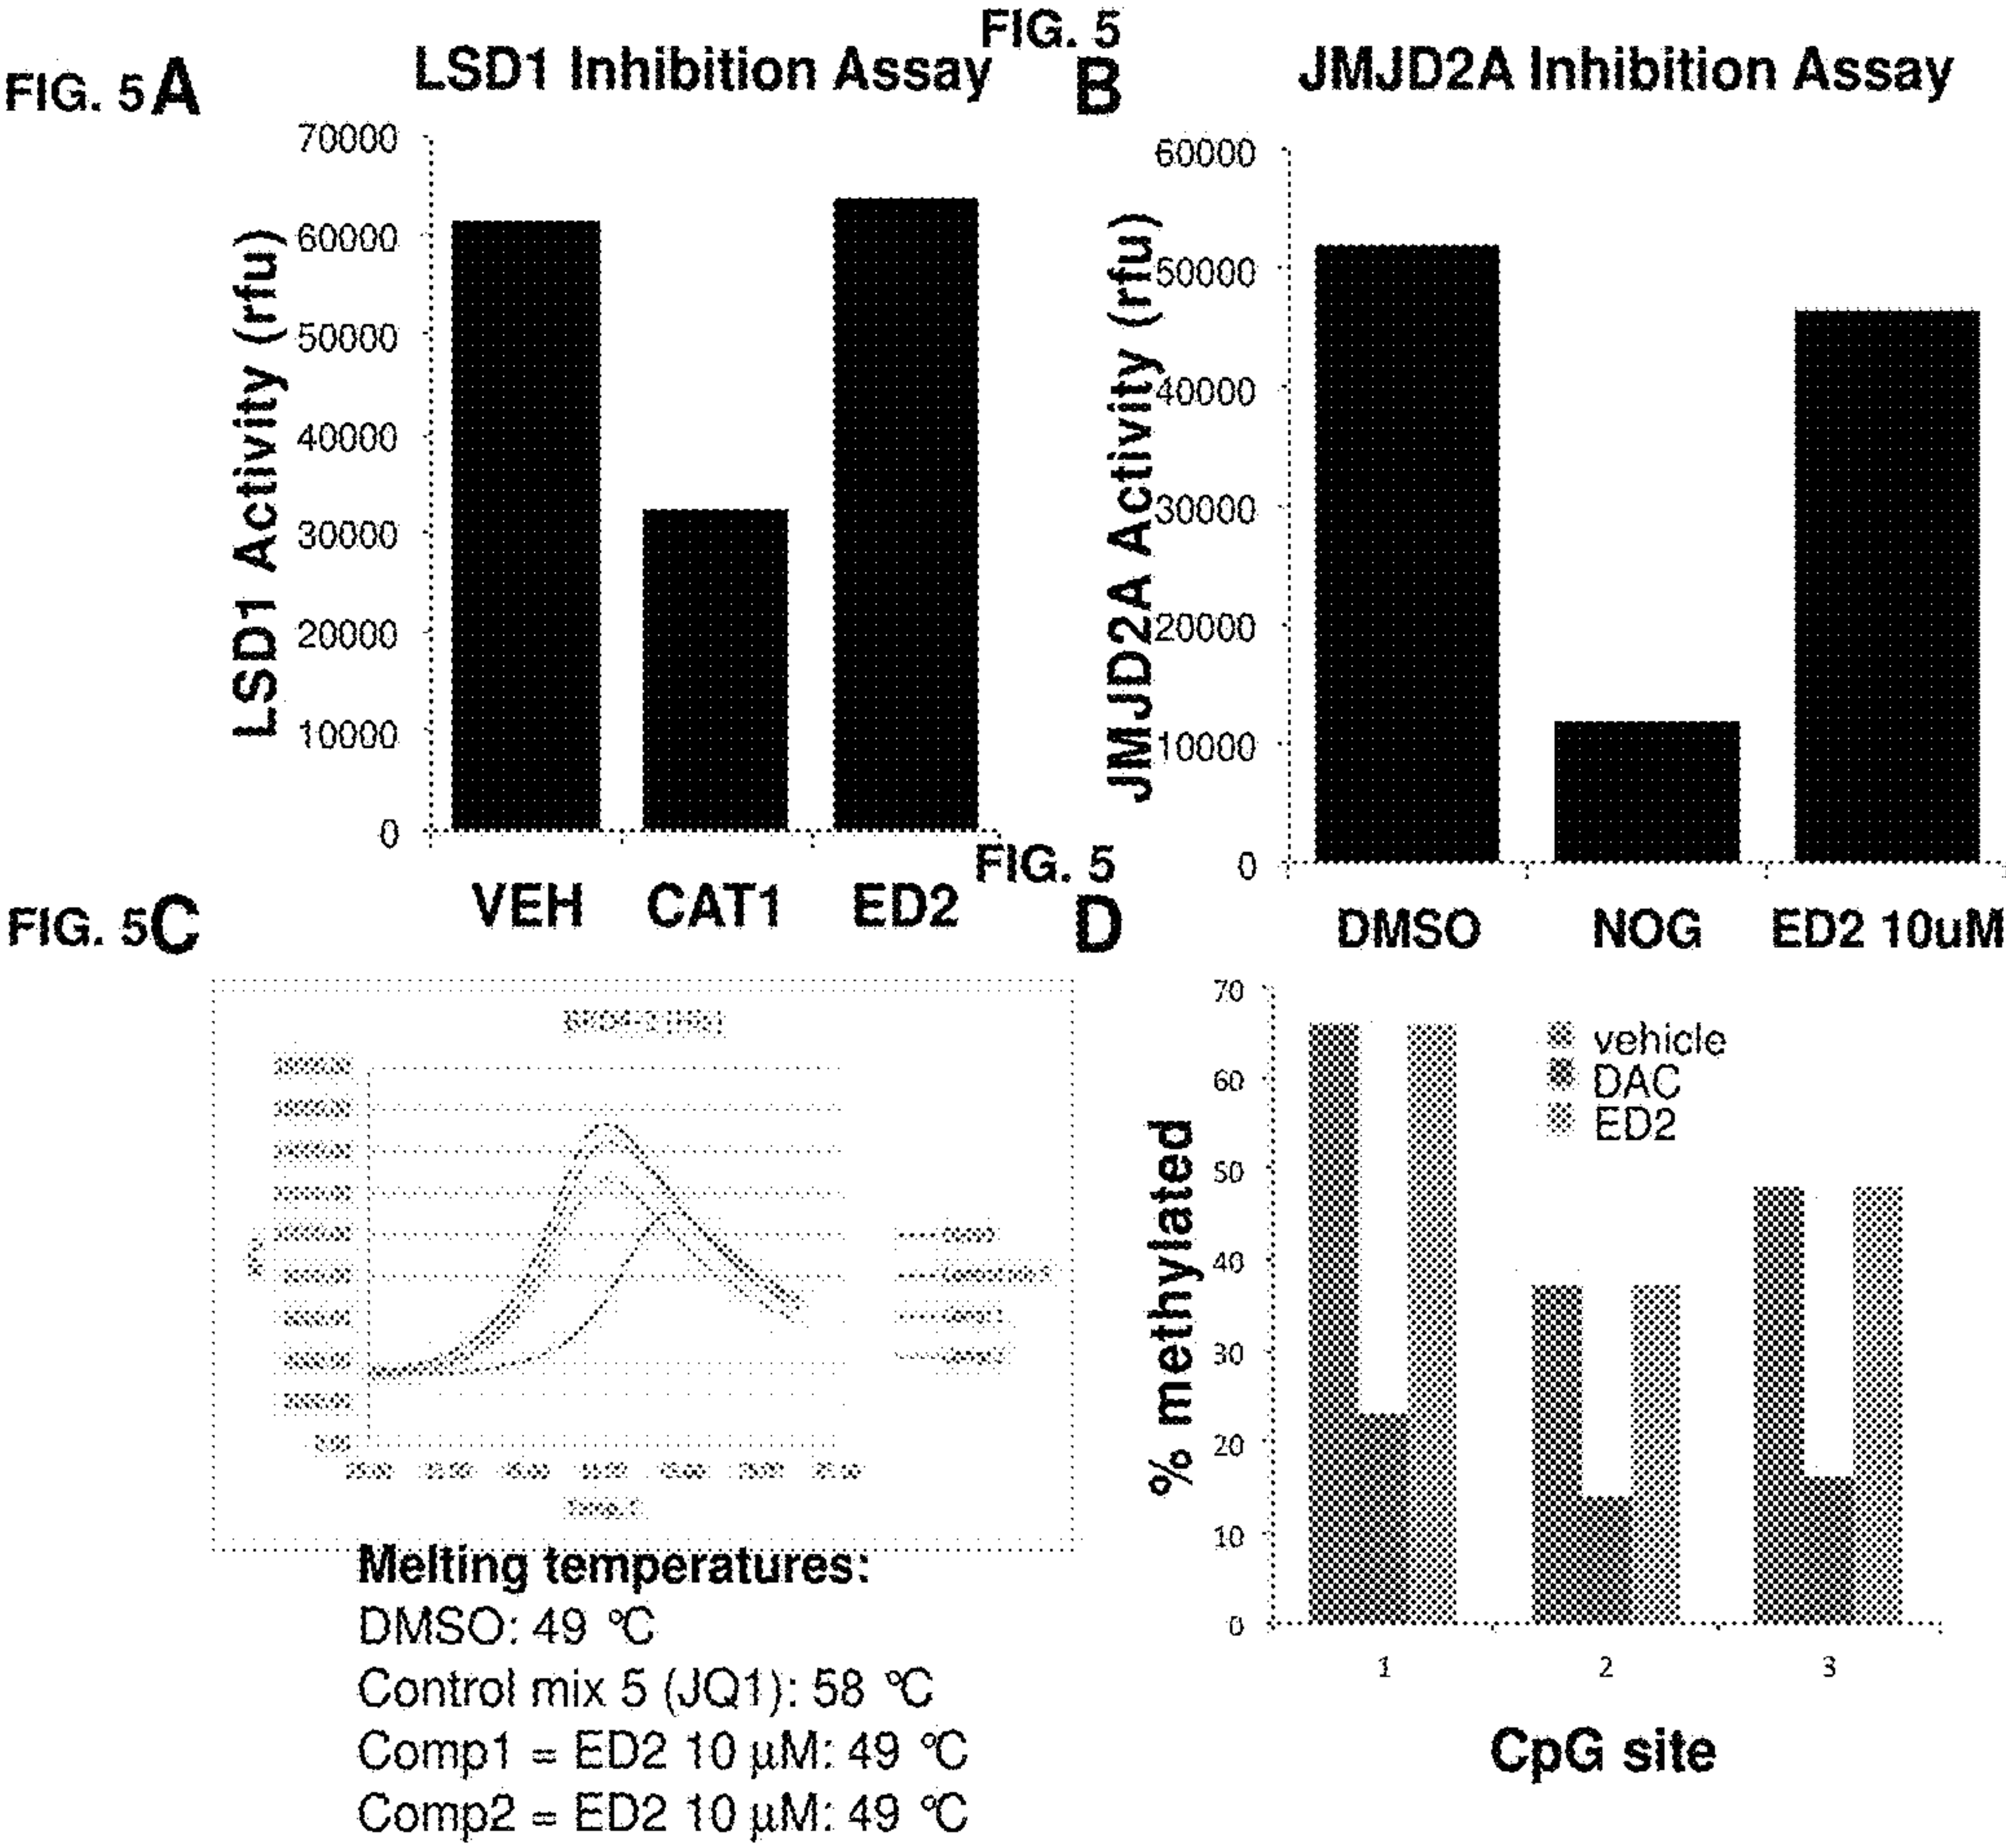 FIG. 5A
LSD1 Inhibition Assay
70000
60000
50000
40000
30000
20000
10000
0
LSD1 Activity (rfu)
VEH CAT1 ED2
FIG. 5
B
JMJD2A Inhibition Assay
60000
50000
40000
30000
20000
10000
0
JMJD2A Activity (rfu)
DMSO NOG ED2 10uM
FIG. 5C
Melting temperatures:
DMSO: 49 °C
Control mix 5 (JQ1): 58 °C
Comp1 = ED2 10 µM: 49 °C
Comp2 = ED2 10 µM: 49 °C
FIG. 5
D
70
60
50
40
30
20
10
0
% methylated
vehicle
DAC
ED2
1 2 3
CpG site